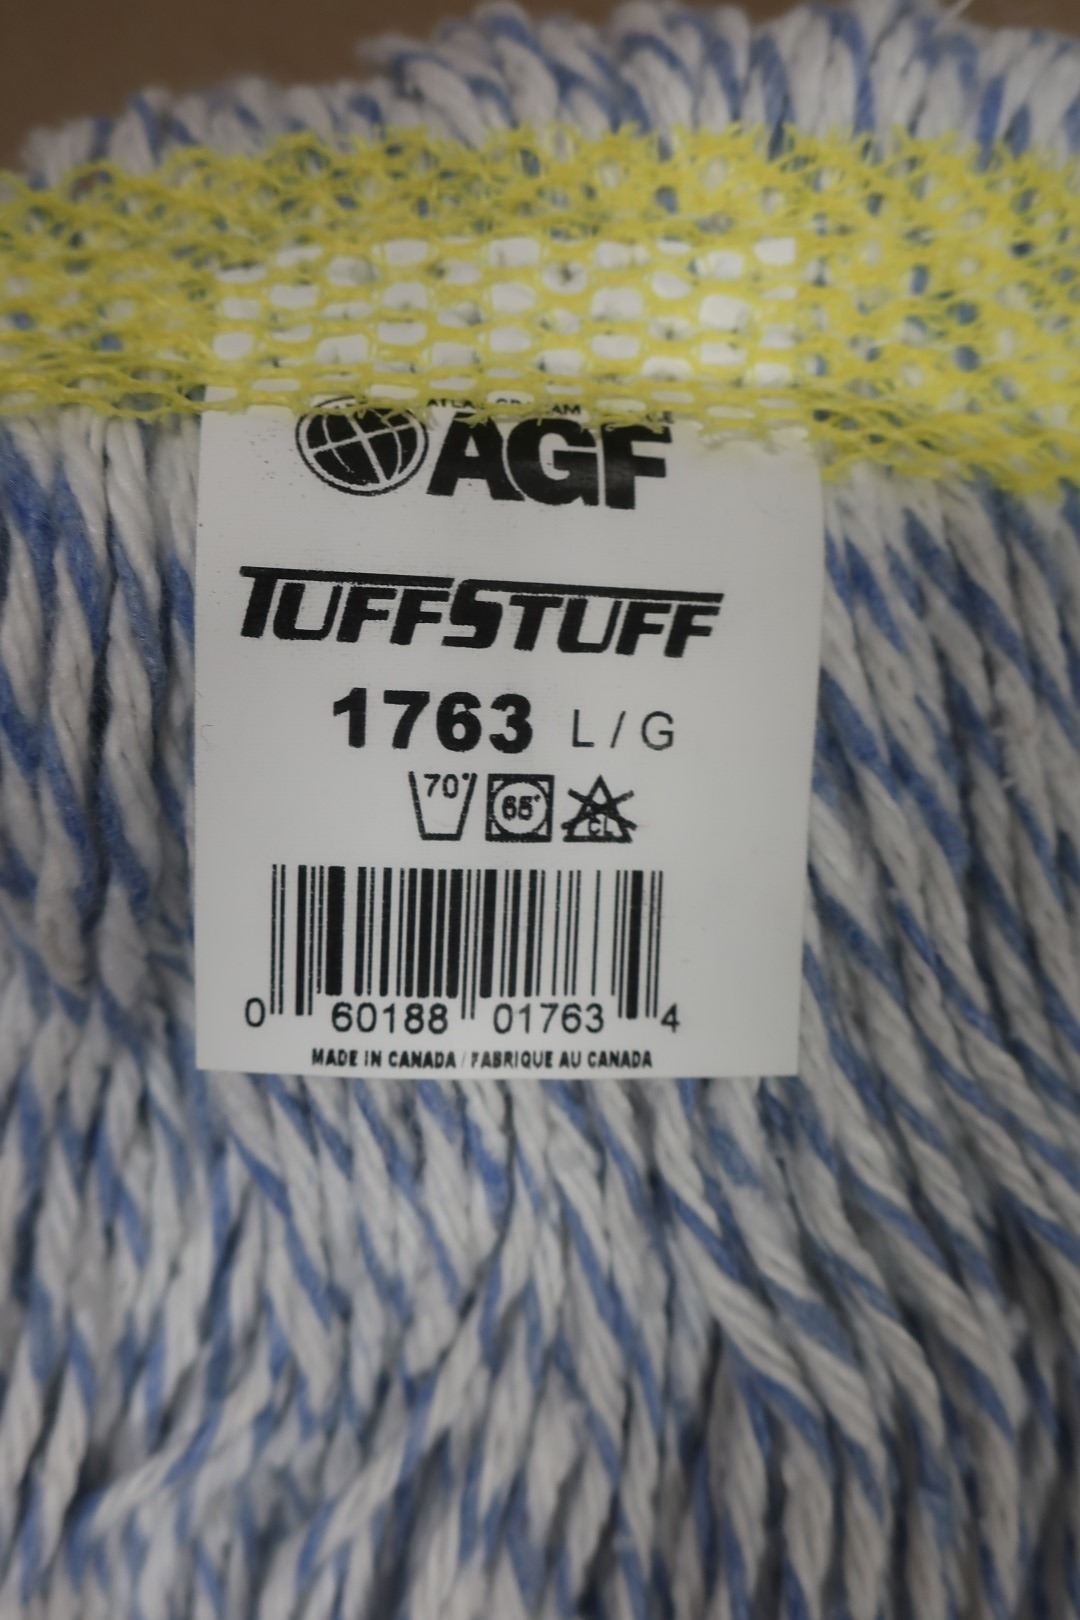 AGF
TUFFSTUFF
1763 L/G
70° 65° CL
0 60188 01763 4
MADE IN CANADA / FABRIQUE AU CANADA